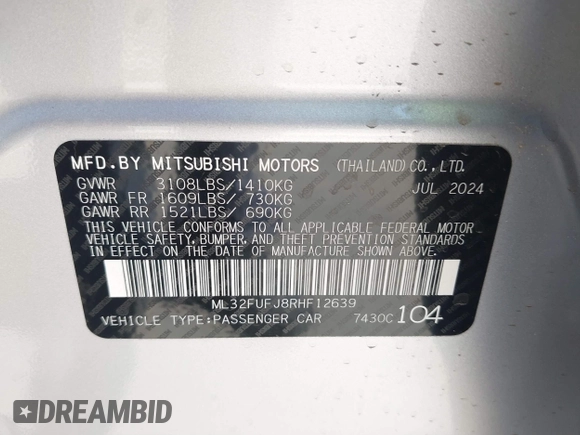 MFD.BY MITSUBISHI MOTORS (THAILAND) CO., LTD.
GVWR 3108LBS/1410KG JUL 2024
GAWR FR 1609LBS/ 730KG
GAWR RR 1521LBS/ 690KG
THIS VEHICLE CONFORMS TO ALL APPLICABLE FEDERAL MOTOR
VEHICLE SAFETY, BUMPER, AND THEFT PREVENTION STANDARDS
IN EFFECT ON THE DATE OF MANUFACTURE SHOWN ABOVE.
ML32FUFJ8RHF12639
VEHICLE TYPE:PASSENGER CAR 7430C 104
DREAMBID